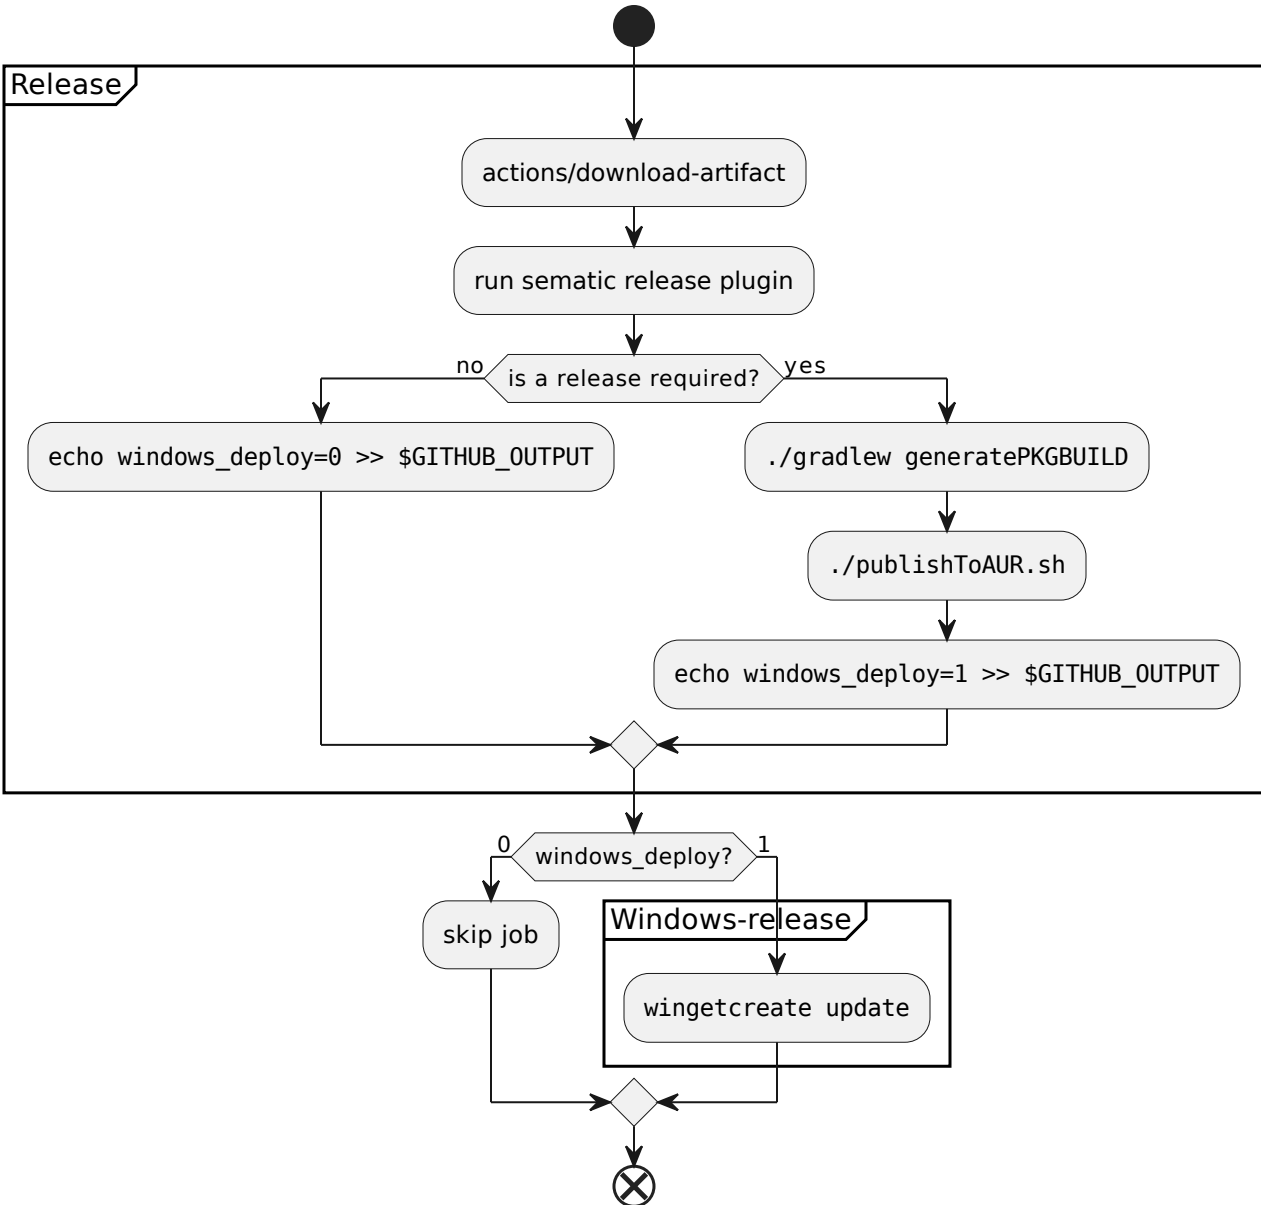 Release
actions/download-artifact
run sematic release plugin
no
is a release required?
yes
echo windows_deploy=0 >> $GITHUB_OUTPUT
./gradlew generatePKGBUILD
./publishToAUR.sh
echo windows_deploy=1 >> $GITHUB_OUTPUT
0
windows_deploy?
1
skip job
Windows-release
wingetcreate update